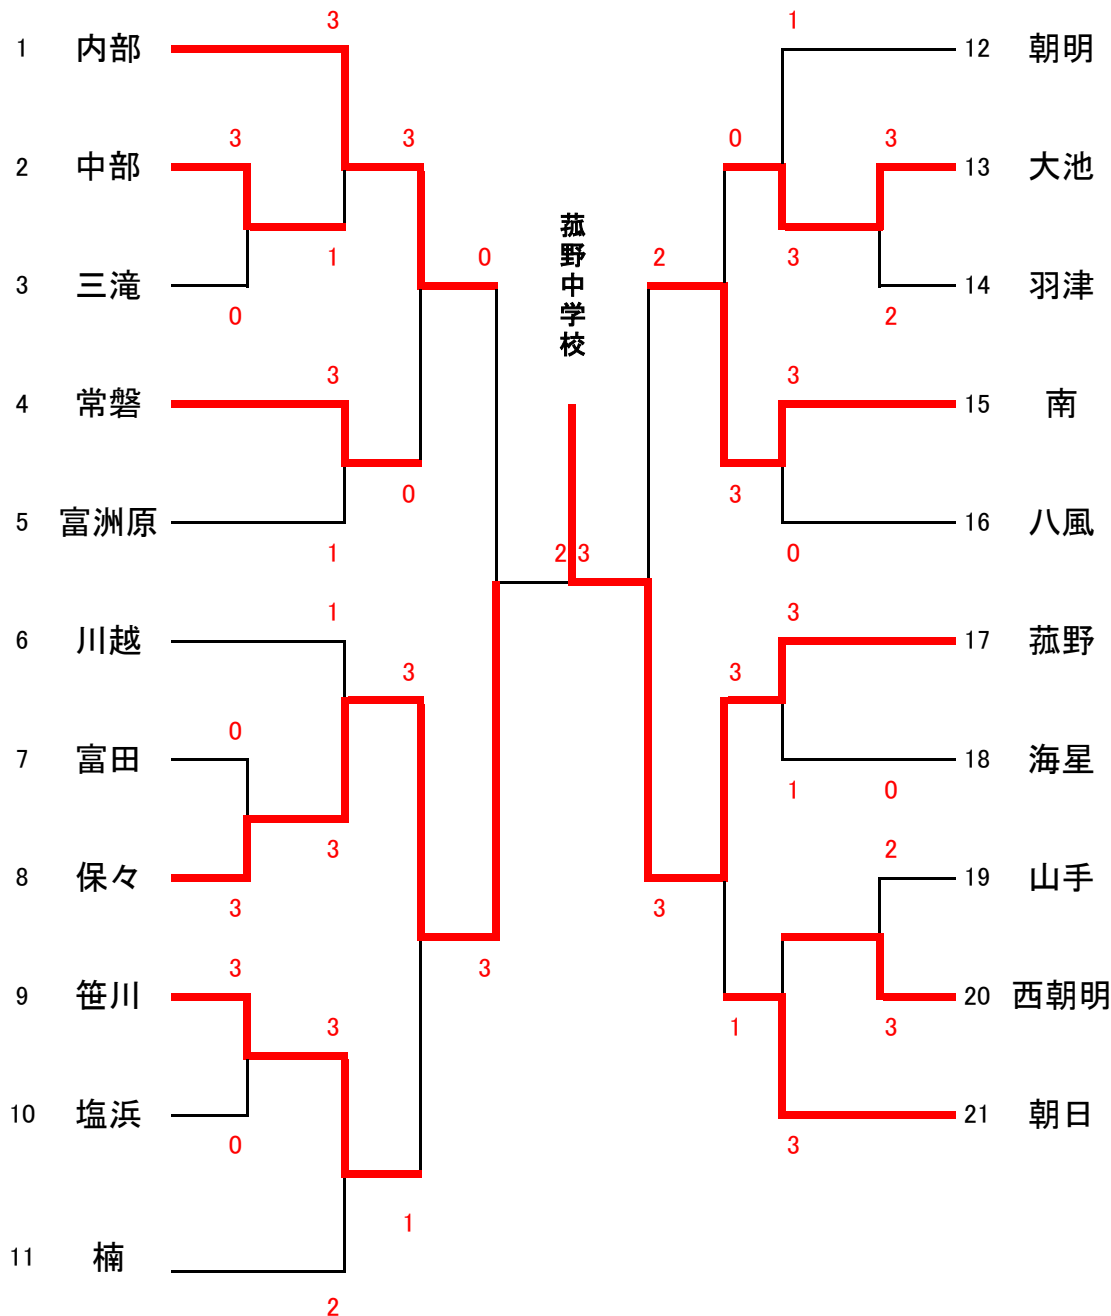 3
1 内部
3
3
2 中部
1
3 三滝
0
0
3
4 常磐
0
5 富洲原
1
1
6 川越
3
0
7 富田
3
8 保々
3
3
3
9 笹川
3
10 塩浜
0
1
11 楠
2
菰野中学校
2 3
1
12 朝明
0
3
13 大池
2
3
14 羽津
2
3
15 南
3
16 八風
0
3
17 菰野
3
18 海星
1
0
2
19 山手
3
20 西朝明
1
3
21 朝日
3